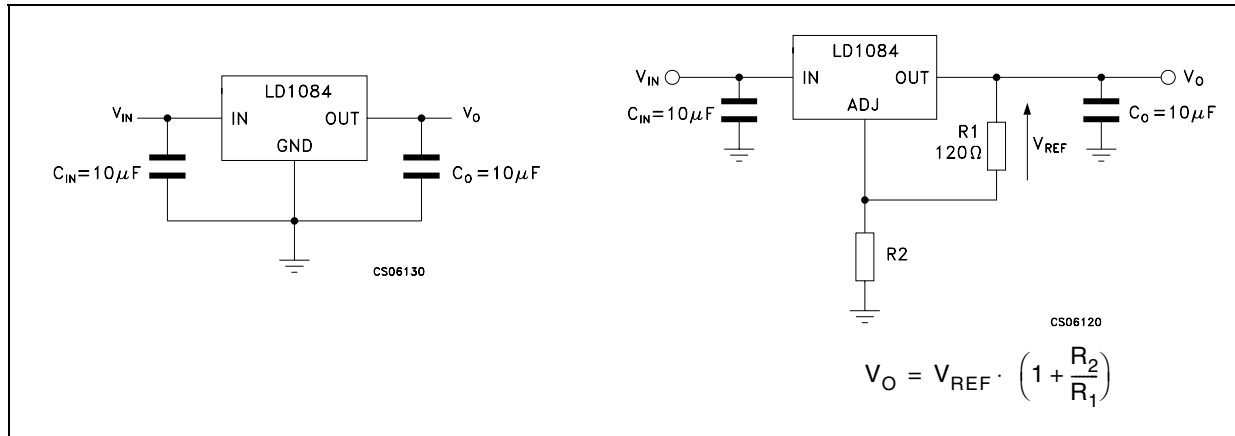 LD1084
V_IN
IN
OUT
V_O
GND
C_IN=10μF
C_O=10μF
CS06130
LD1084
V_IN
IN
OUT
V_O
ADJ
C_IN=10μF
R1
120Ω
V_REF
C_O=10μF
R2
CS06120
V_O = V_REF · (1 + R_2/R_1)